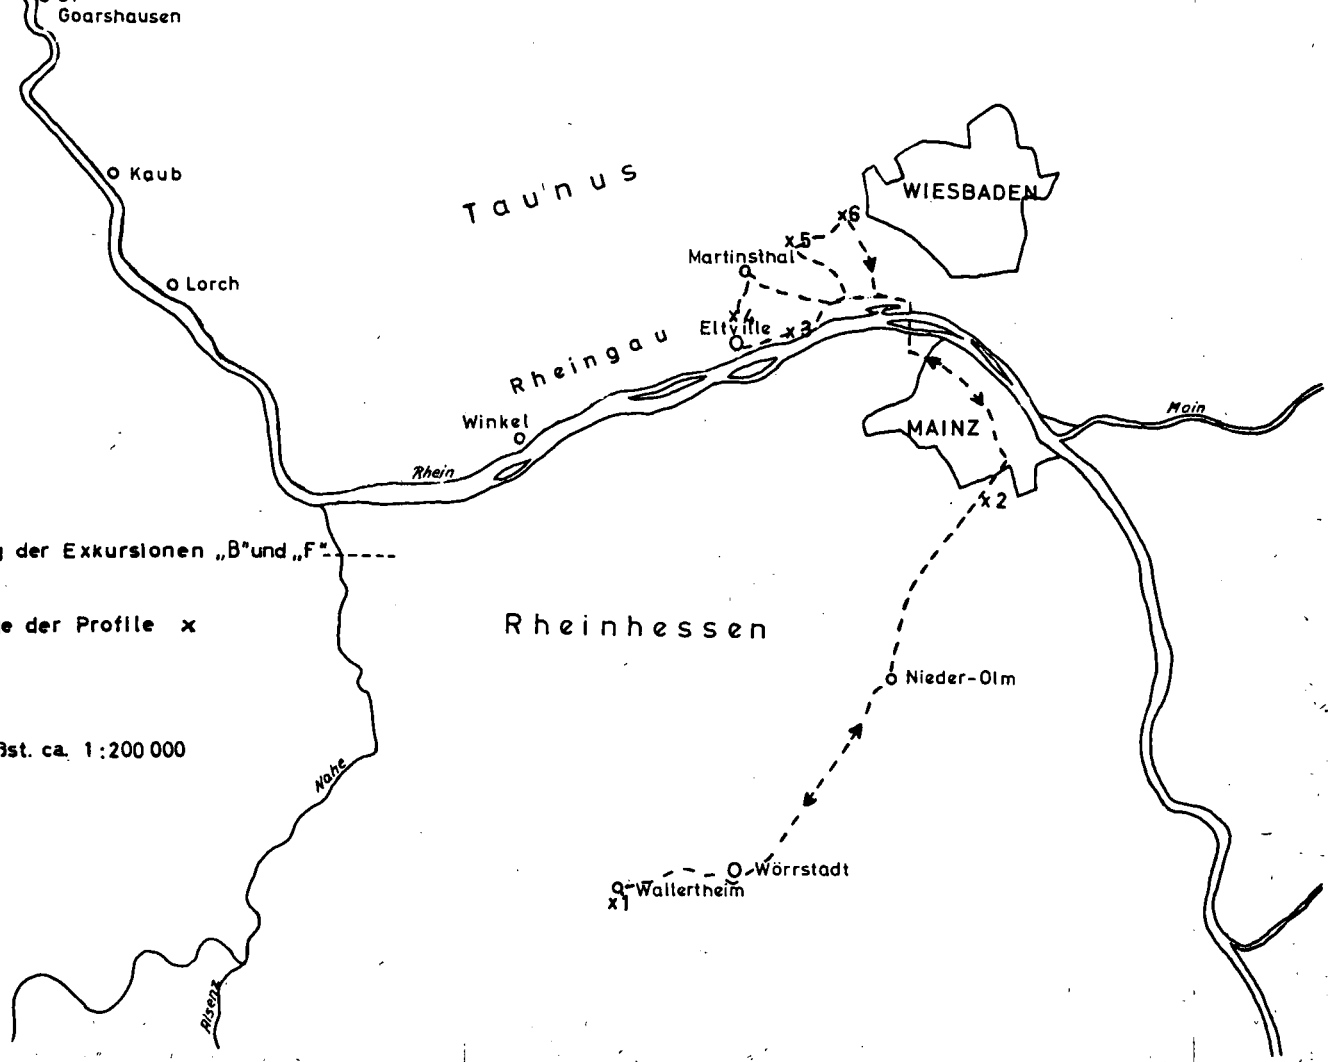 Goarshausen
Kaub
Lorch
Taunus
WIESBADEN
x6
x5
Martinsthal
x4
Eltville
x3
Rheingau
Winkel
Rhein
MAINZ
Main
x2
der Exkursionen „B" und „F" ------
Rheinhessen
der Profile x
Nieder-Olm
ca. 1:200 000
Nahe
Wörrstadt
Wallertheim
x1
Alsenz